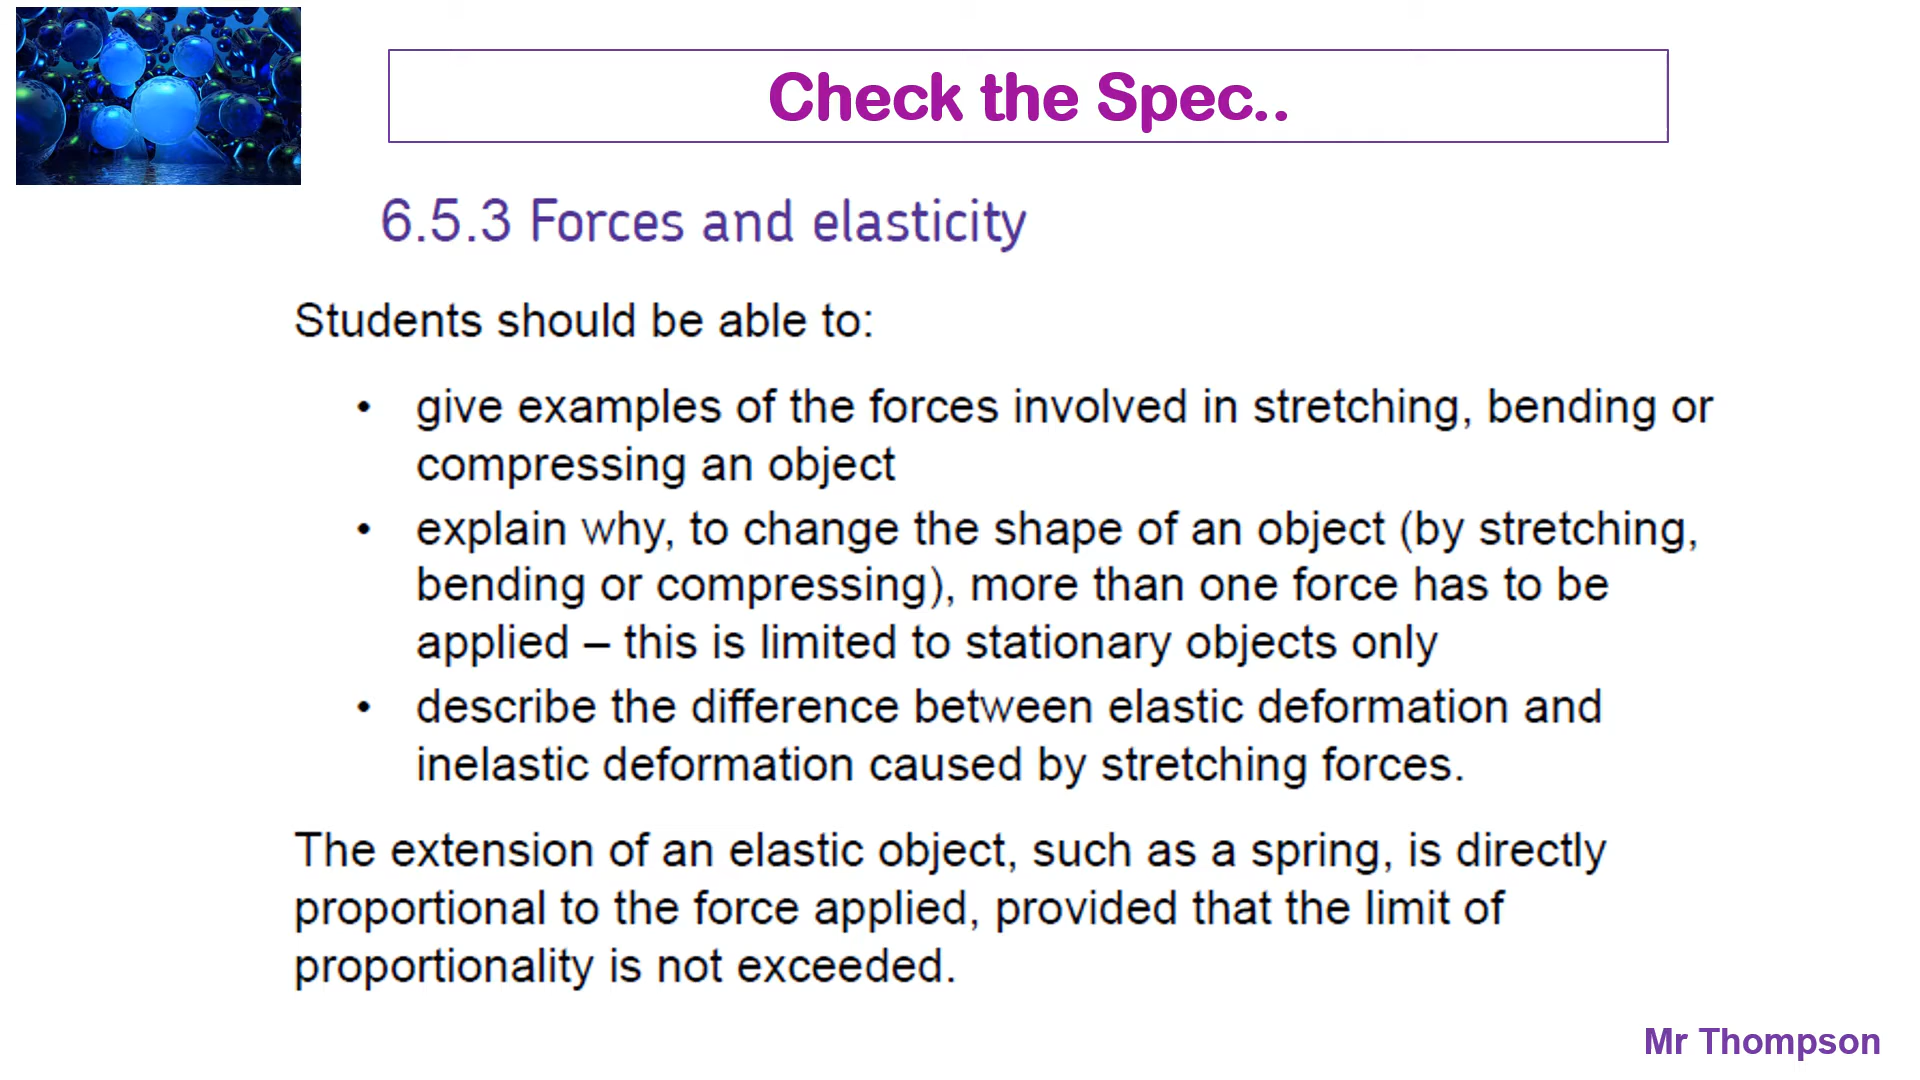 Check the Spec..
6.5.3 Forces and elasticity
Students should be able to:
• give examples of the forces involved in stretching, bending or
compressing an object
• explain why, to change the shape of an object (by stretching,
bending or compressing), more than one force has to be
applied – this is limited to stationary objects only
• describe the difference between elastic deformation and
inelastic deformation caused by stretching forces.
The extension of an elastic object, such as a spring, is directly
proportional to the force applied, provided that the limit of
proportionality is not exceeded.
Mr Thompson